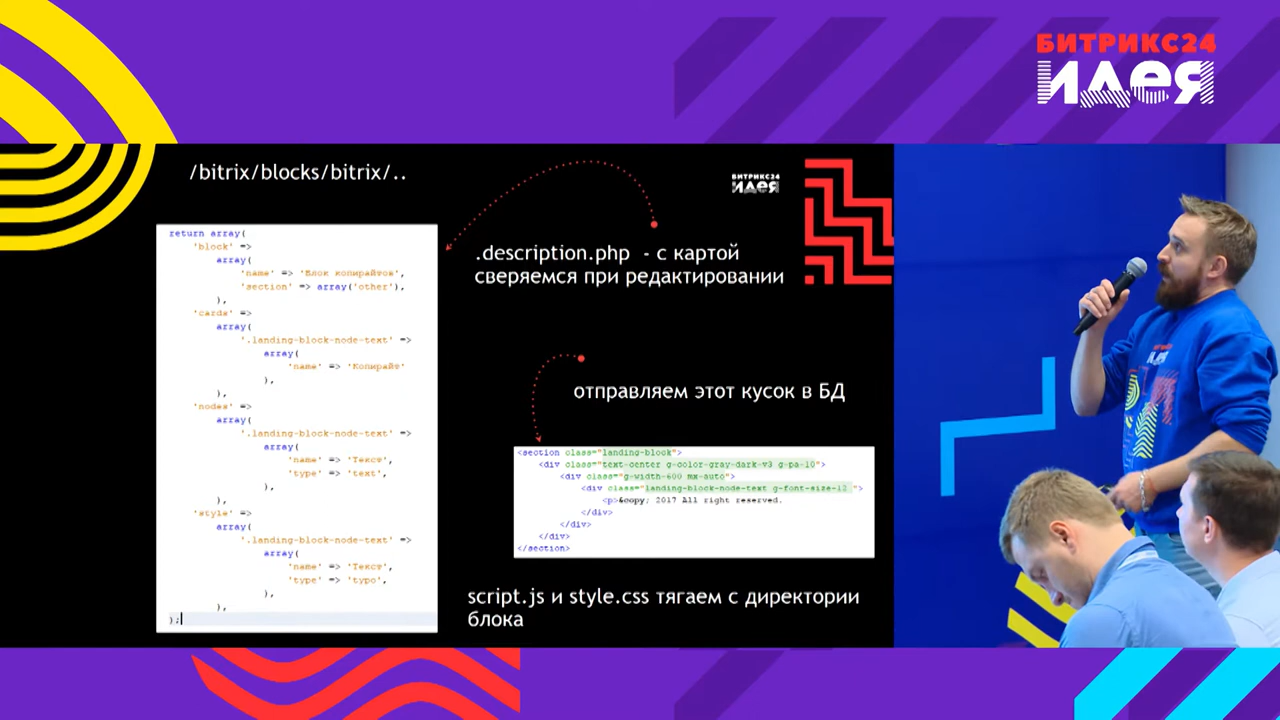 БИТРИКС24
идея
/bitrix/blocks/bitrix/..
БИТРИКС24
идея
return array(
'block' =>
array(
'name' => 'Блок копирайтов',
'section' => array('other'),
),
'cards' =>
array(
'.landing-block-node-text' =>
array(
'name' => 'Копирайт'
),
),
'nodes' =>
array(
'.landing-block-node-text' =>
array(
'name' => 'Текст',
'type' => 'text',
),
),
'style' =>
array(
'.landing-block-node-text' =>
array(
'name' => 'Текст',
'type' => 'typo',
),
),
);
.description.php - с картой
сверяемся при редактировании
отправляем этот кусок в БД
<section class="landing-block">
<div class="text-center g-color-gray-dark-v3 g-pa-10">
<div class="g-width-600 mx-auto">
<div class="landing-block-node-text g-font-size-12 ">
<p>&copy; 2017 All right reserved.
</div>
</div>
</div>
</section>
script.js и style.css тягаем с директории
блока